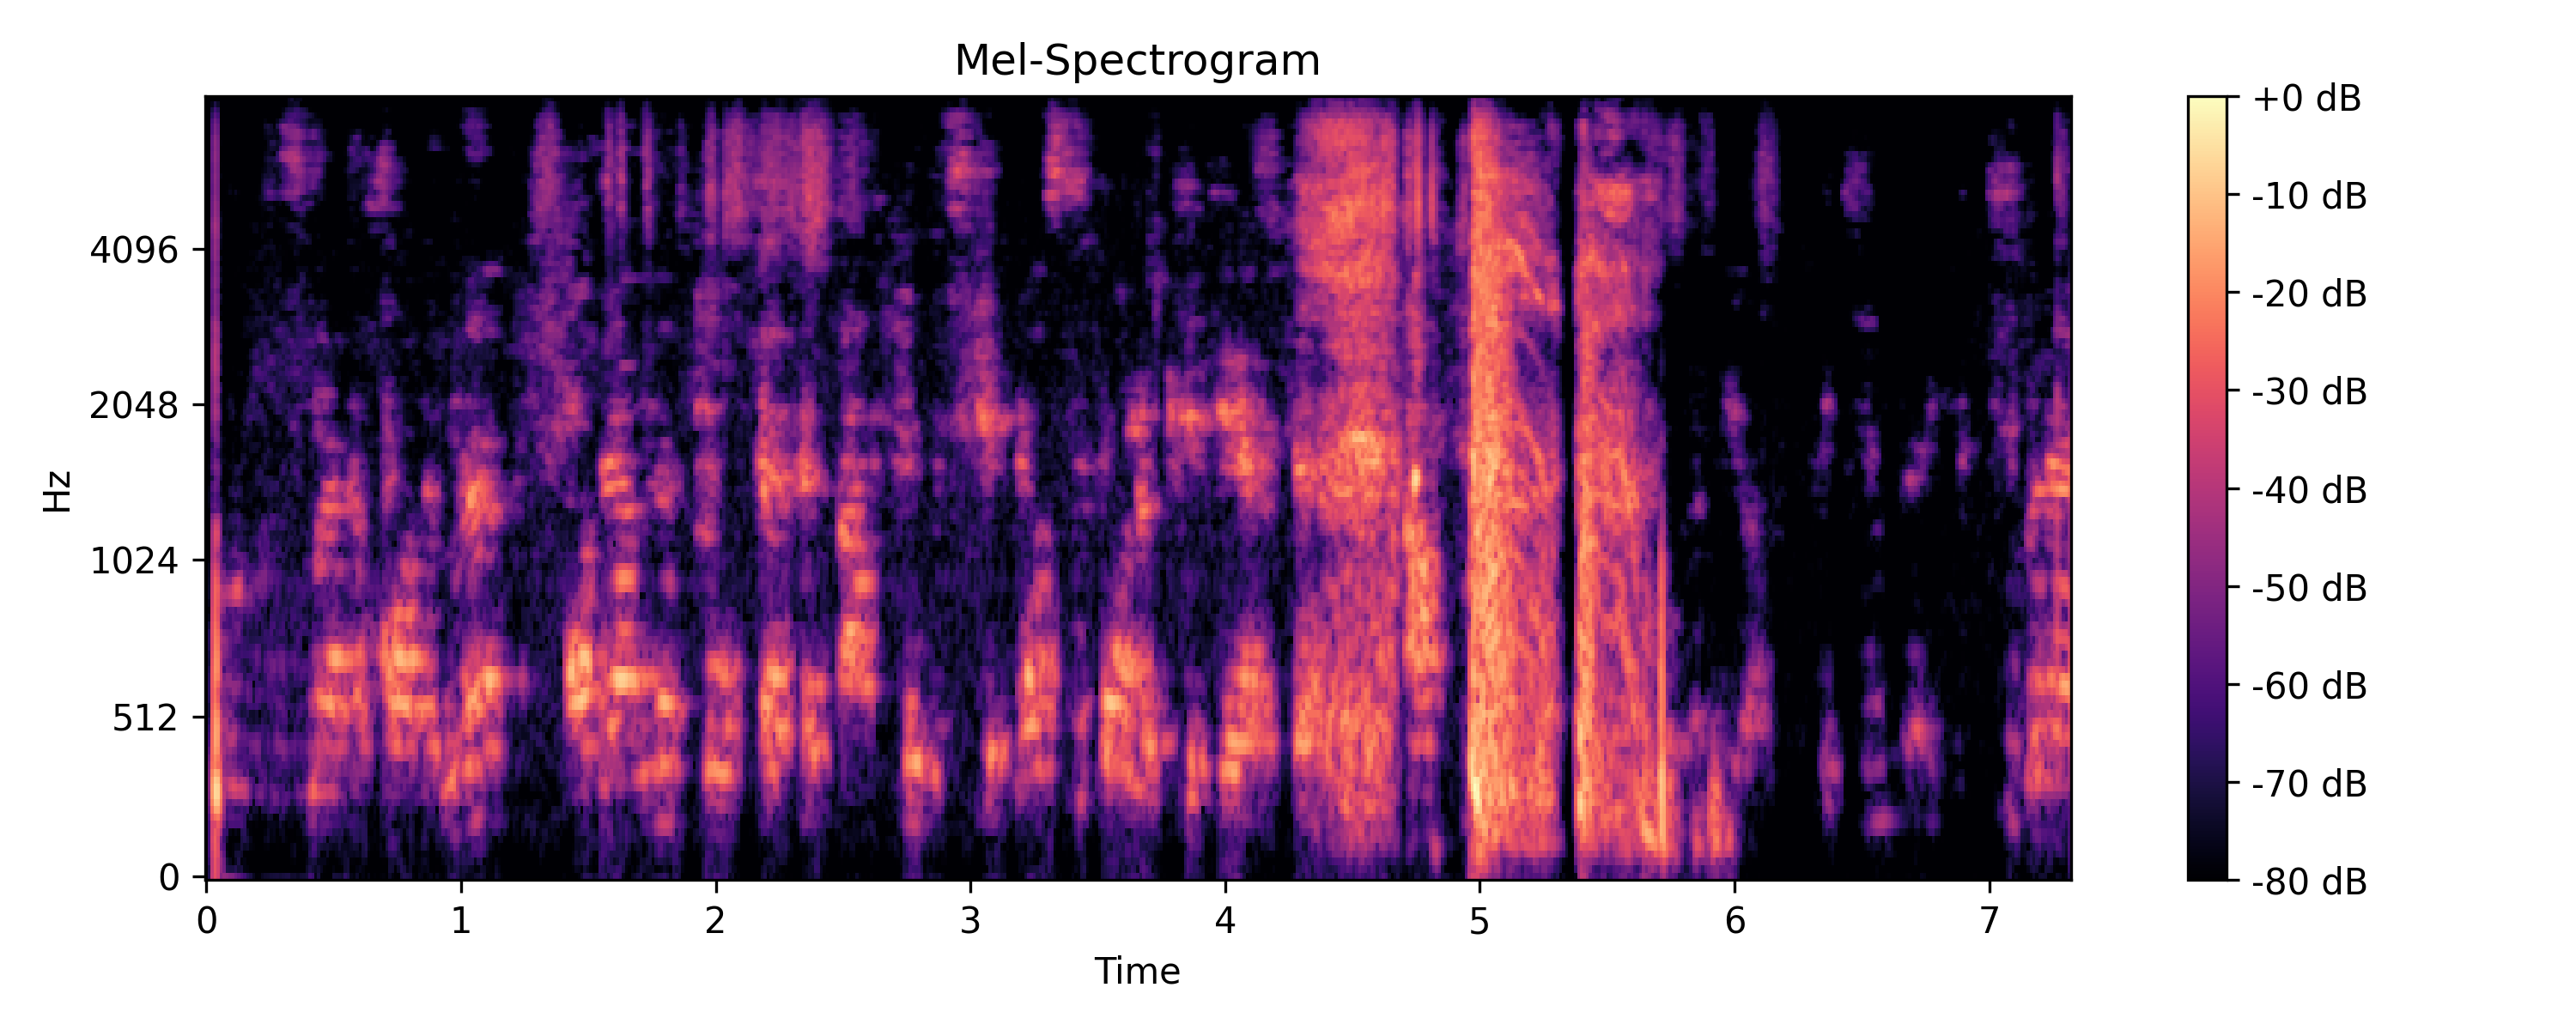 Mel-Spectrogram
+0 dB
-10 dB
-20 dB
-30 dB
-40 dB
-50 dB
-60 dB
-70 dB
-80 dB
4096
2048
1024
512
0
Hz
0 1 2 3 4 5 6 7
Time